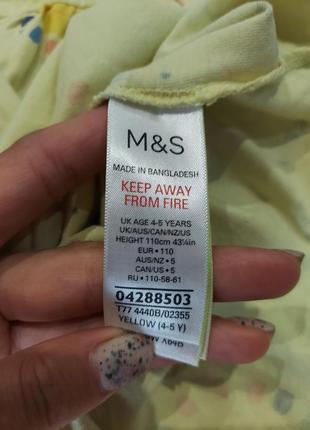 M&S
MADE IN BANGLADESH
KEEP AWAY
FROM FIRE
UK AGE 4-5 YEARS
UK/AUS/CAN/NZ/US
HEIGHT 110cm 43¼in
EUR • 110
AUS/NZ • 5
CAN/US • 5
RU • 110-58-61
04288503
T77 4440B/02355
YELLOW (4-5 Y)